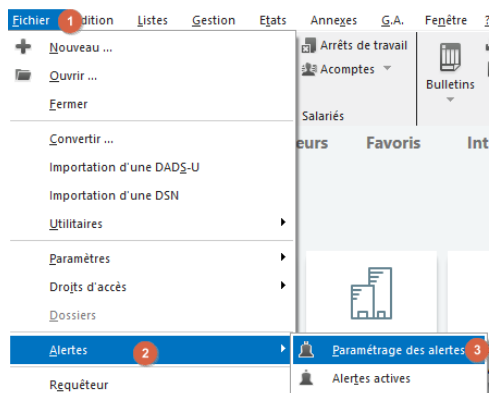 Fichier 1 dition Listes Gestion Etats Annexes G.A. Fenêtre ?
Nouveau ...
Ouvrir ...
Fermer
Convertir ...
Importation d'une DADS-U
Importation d'une DSN
Utilitaires
Paramètres
Droits d'accès
Dossiers
Alertes 2
Requêteur
Arrêts de travail
Acomptes
Bulletins
Salariés
eurs Favoris Int
Paramétrage des alertes 3
Alertes actives